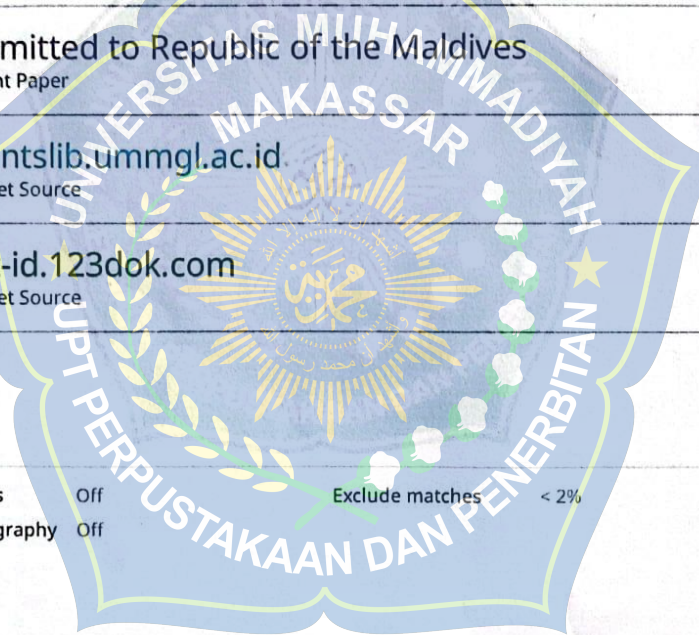 mitted to Republic of the Maldives
nt Paper
ntslib.ummgl.ac.id
et Source
-id.123dok.com
et Source
s Off Exclude matches < 2%
graphy Off
UNIVERSITAS MUHAMMADIYAH
MAKASSAR
محمدية
UPT PERPUSTAKAAN DAN PENERBITAN